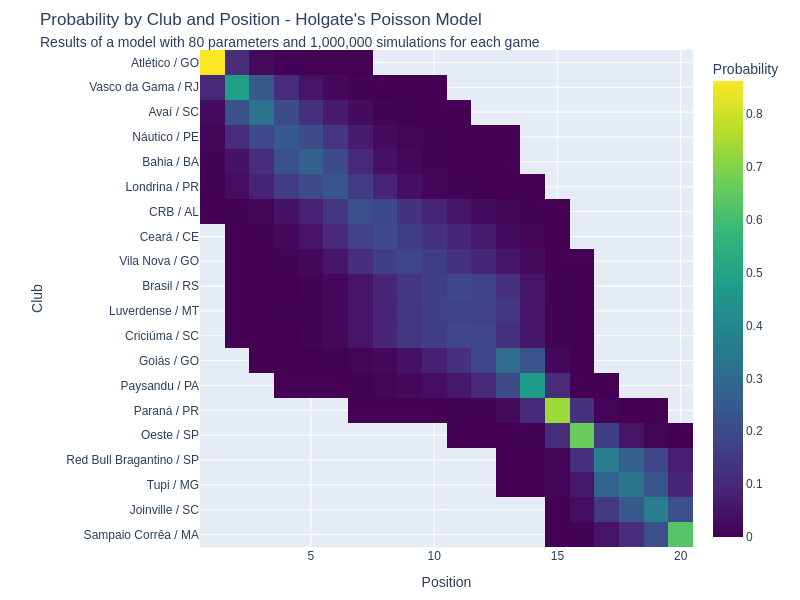 Probability by Club and Position - Holgate's Poisson Model
Results of a model with 80 parameters and 1,000,000 simulations for each game
Probability
Atlético / GO
Vasco da Gama / RJ
Avaí / SC
Náutico / PE
Bahia / BA
Londrina / PR
CRB / AL
Ceará / CE
Vila Nova / GO
Brasil / RS
Luverdense / MT
Criciúma / SC
Goiás / GO
Paysandu / PA
Paraná / PR
Oeste / SP
Red Bull Bragantino / SP
Tupi / MG
Joinville / SC
Sampaio Corrêa / MA
Club
5
10
15
20
Position
0.8
0.7
0.6
0.5
0.4
0.3
0.2
0.1
0